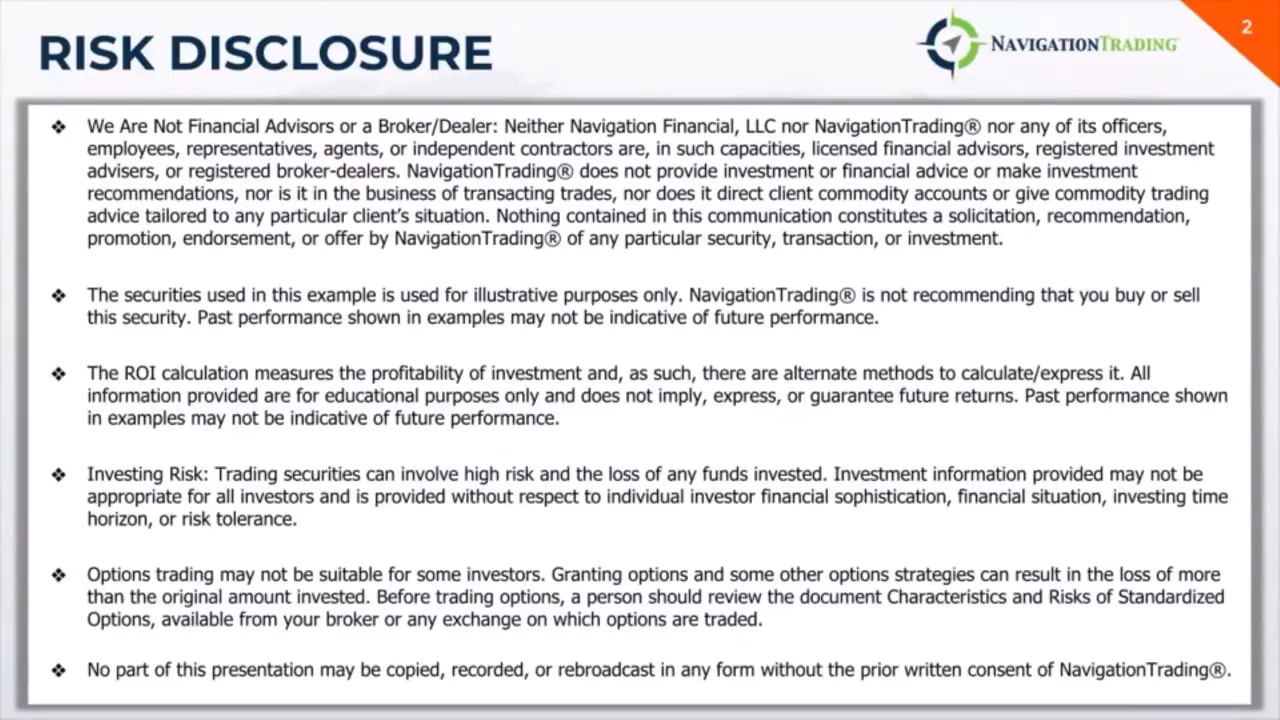 RISK DISCLOSURE
NAVIGATIONTRADING®
2
❖ We Are Not Financial Advisors or a Broker/Dealer: Neither Navigation Financial, LLC nor NavigationTrading® nor any of its officers,
employees, representatives, agents, or independent contractors are, in such capacities, licensed financial advisors, registered investment
advisers, or registered broker-dealers. NavigationTrading® does not provide investment or financial advice or make investment
recommendations, nor is it in the business of transacting trades, nor does it direct client commodity accounts or give commodity trading
advice tailored to any particular client's situation. Nothing contained in this communication constitutes a solicitation, recommendation,
promotion, endorsement, or offer by NavigationTrading® of any particular security, transaction, or investment.
❖ The securities used in this example is used for illustrative purposes only. NavigationTrading® is not recommending that you buy or sell
this security. Past performance shown in examples may not be indicative of future performance.
❖ The ROI calculation measures the profitability of investment and, as such, there are alternate methods to calculate/express it. All
information provided are for educational purposes only and does not imply, express, or guarantee future returns. Past performance shown
in examples may not be indicative of future performance.
❖ Investing Risk: Trading securities can involve high risk and the loss of any funds invested. Investment information provided may not be
appropriate for all investors and is provided without respect to individual investor financial sophistication, financial situation, investing time
horizon, or risk tolerance.
❖ Options trading may not be suitable for some investors. Granting options and some other options strategies can result in the loss of more
than the original amount invested. Before trading options, a person should review the document Characteristics and Risks of Standardized
Options, available from your broker or any exchange on which options are traded.
❖ No part of this presentation may be copied, recorded, or rebroadcast in any form without the prior written consent of NavigationTrading®.